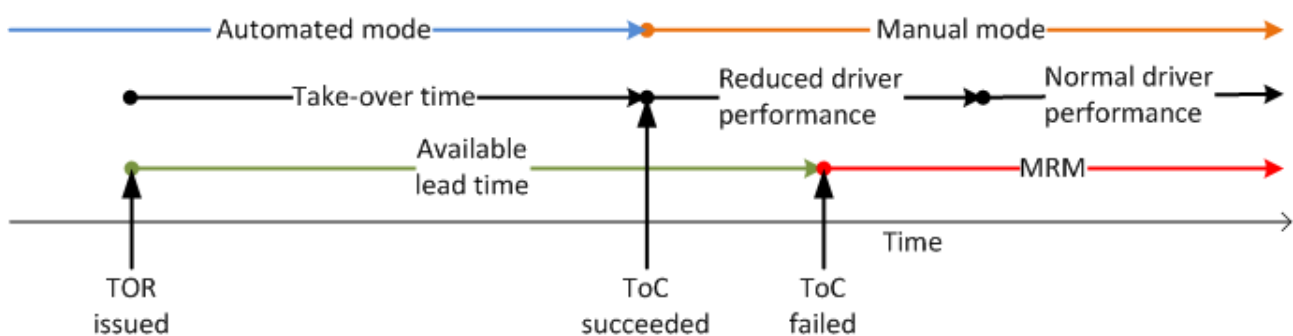 Automated mode
Manual mode
Take-over time
Reduced driver
performance
Normal driver
performance
Available
lead time
MRM
Time
TOR
issued
ToC
succeeded
ToC
failed